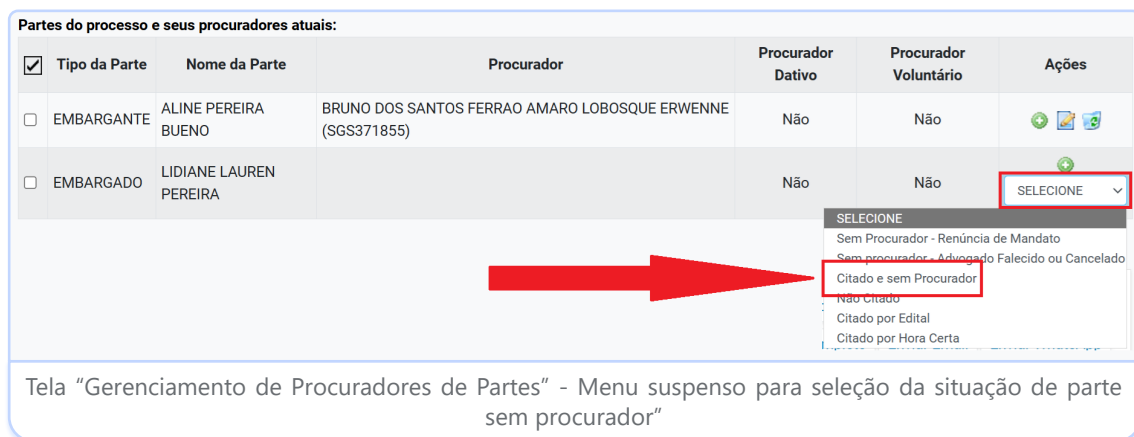 Partes do processo e seus procuradores atuais:
Tipo da Parte Nome da Parte Procurador Procurador Dativo Procurador Voluntário Ações
EMBARGANTE ALINE PEREIRA BUENO BRUNO DOS SANTOS FERRAO AMARO LOBOSQUE ERWENNE (SGS371855) Não Não
EMBARGADO LIDIANE LAUREN PEREIRA Não Não
SELECIONE
SELECIONE
Sem Procurador - Renúncia de Mandato
Sem procurador - Advogado Falecido ou Cancelado
Citado e sem Procurador
Não Citado
Citado por Edital
Citado por Hora Certa
Tela “Gerenciamento de Procuradores de Partes” - Menu suspenso para seleção da situação de parte
sem procurador”